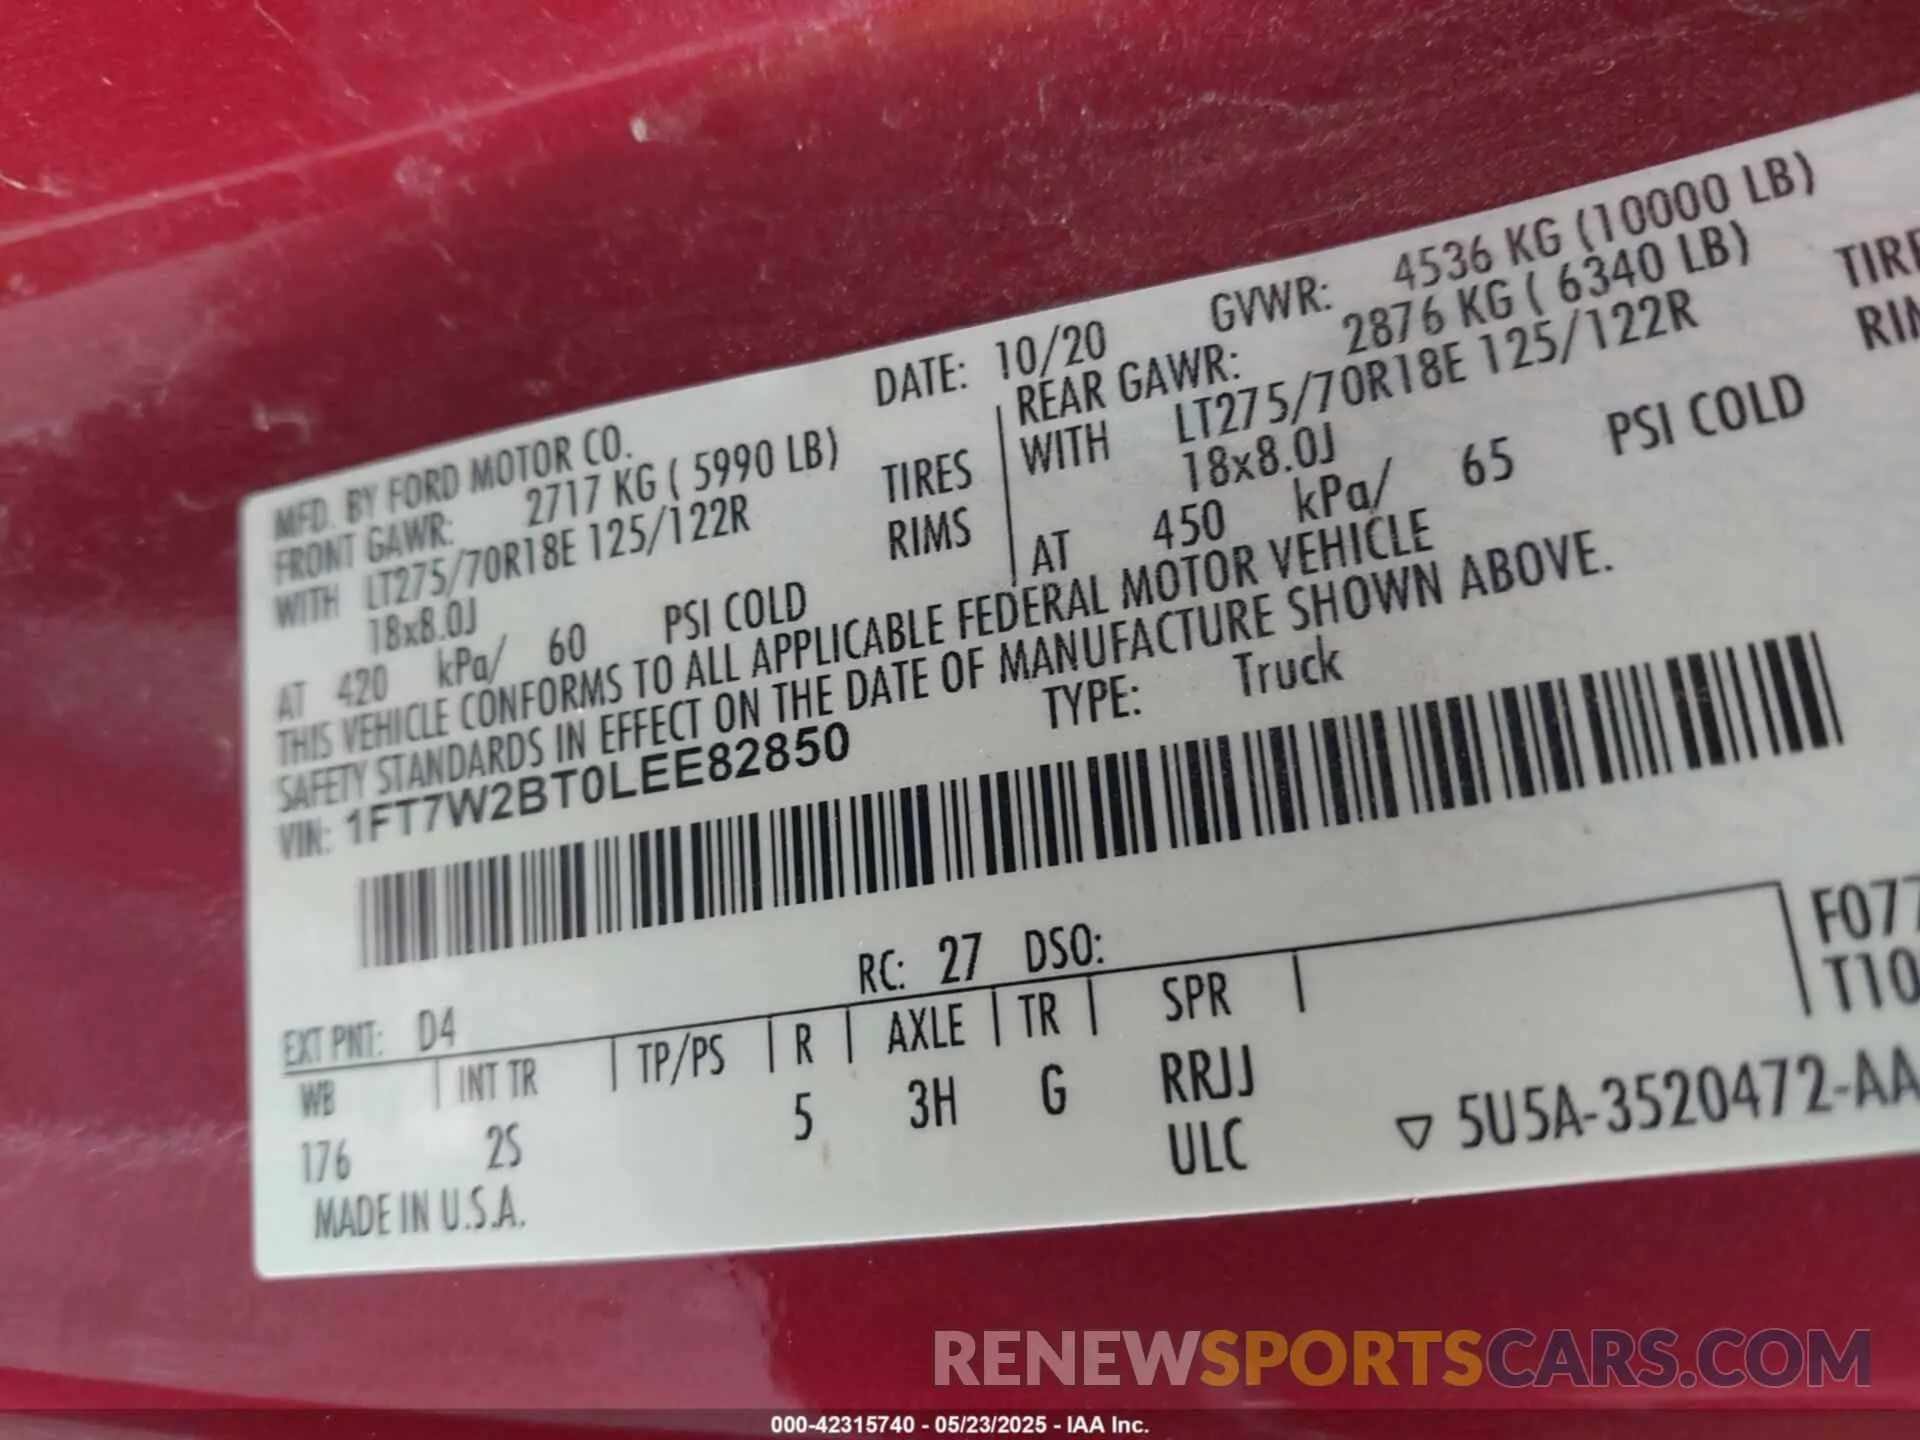 MFD. BY FORD MOTOR CO.
DATE: 10/20
GVWR: 4536 KG (10000 LB)
FRONT GAWR: 2717 KG ( 5990 LB)
WITH LT275/70R18E 125/122R TIRES
18x8.0J RIMS
AT 420 kPa/ 60 PSI COLD
REAR GAWR: 2876 KG ( 6340 LB)
WITH LT275/70R18E 125/122R
18x8.0J
AT 450 kPa/ 65 PSI COLD
THIS VEHICLE CONFORMS TO ALL APPLICABLE FEDERAL MOTOR VEHICLE
SAFETY STANDARDS IN EFFECT ON THE DATE OF MANUFACTURE SHOWN ABOVE.
VIN: 1FT7W2BT0LEE82850
TYPE: Truck
F077
T10
EXT PNT: D4 RC: 27 DSO:
WB | INT TR | TP/PS | R | AXLE | TR | SPR |
176 2S 5 3H G RRJJ
ULC
▽ 5U5A-3520472-AA
MADE IN U.S.A.
RENEWSPORTSCARS.COM
000-42315740 - 05/23/2025 - IAA Inc.